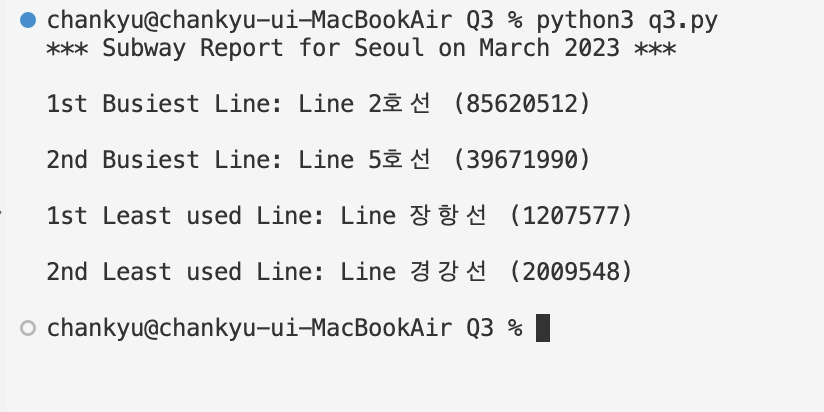 chankyu@chankyu-ui-MacBookAir Q3 % python3 q3.py
*** Subway Report for Seoul on March 2023 ***
1st Busiest Line: Line 2호선 (85620512)
2nd Busiest Line: Line 5호선 (39671990)
1st Least used Line: Line 장항선 (1207577)
2nd Least used Line: Line 경강선 (2009548)
chankyu@chankyu-ui-MacBookAir Q3 %